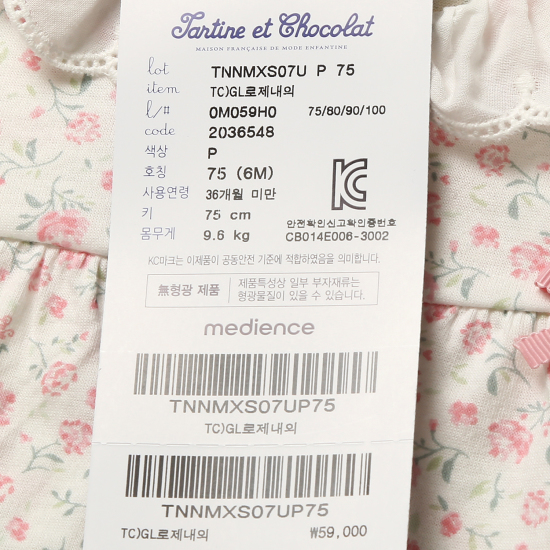 Tartine et Chocolat
MAISON FRANÇAISE DE MODE ENFANTINE
lot TNNMXS07U P 75
item TC)GL로제내의
l/# 0M059H0 75/80/90/100
code 2036548
색상 P
호칭 75 (6M)
사용연령 36개월 미만
키 75 cm
몸무게 9.6 kg
안전확인신고확인증번호
CB014E006-3002
KC마크는 이제품이 공동안전 기준에 적합하였음을 의미합니다.
無형광 제품
제품특성상 일부 부자재류는
형광물질이 있을 수 있습니다.
medience
TNNMXS07UP75
TC)GL로제내의
TNNMXS07UP75
TC)GL로제내의 ₩59,000